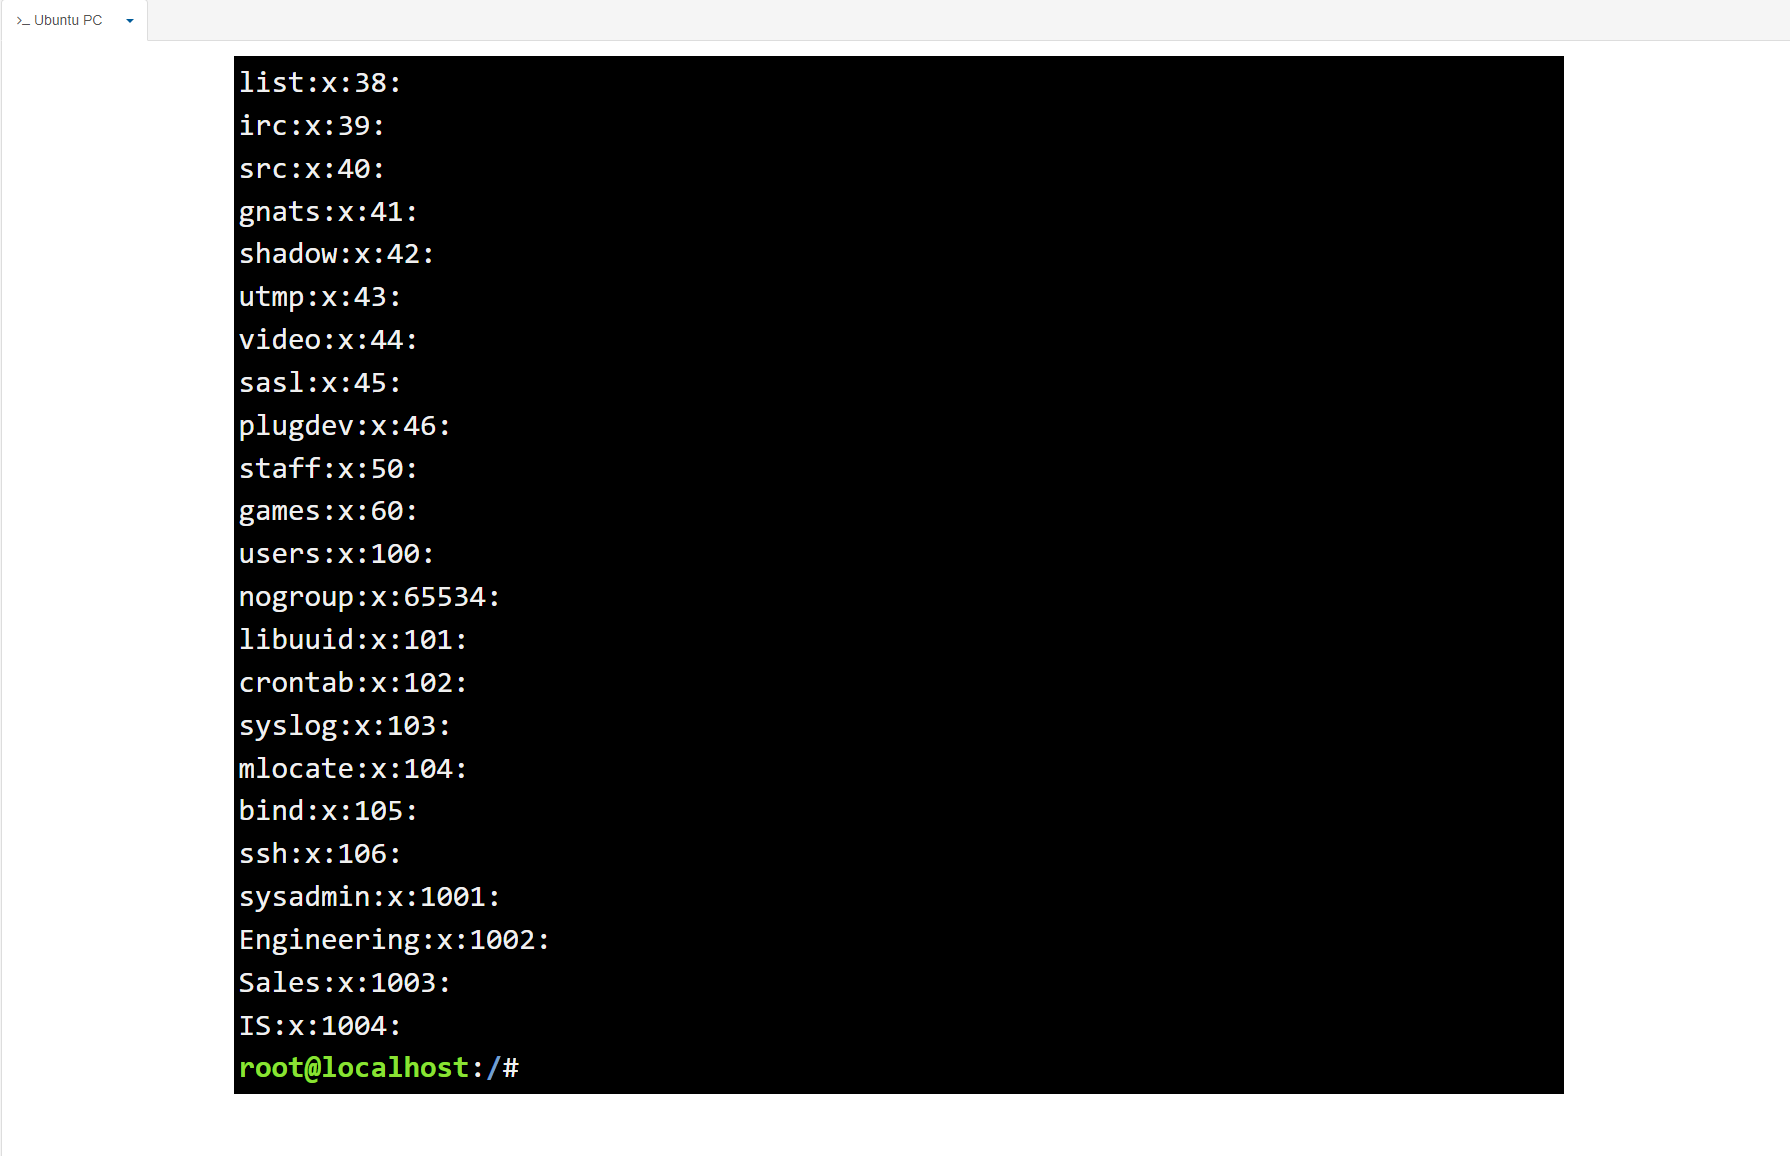 >_ Ubuntu PC
list:x:38:
irc:x:39:
src:x:40:
gnats:x:41:
shadow:x:42:
utmp:x:43:
video:x:44:
sasl:x:45:
plugdev:x:46:
staff:x:50:
games:x:60:
users:x:100:
nogroup:x:65534:
libuuid:x:101:
crontab:x:102:
syslog:x:103:
mlocate:x:104:
bind:x:105:
ssh:x:106:
sysadmin:x:1001:
Engineering:x:1002:
Sales:x:1003:
IS:x:1004:
root@localhost:/#